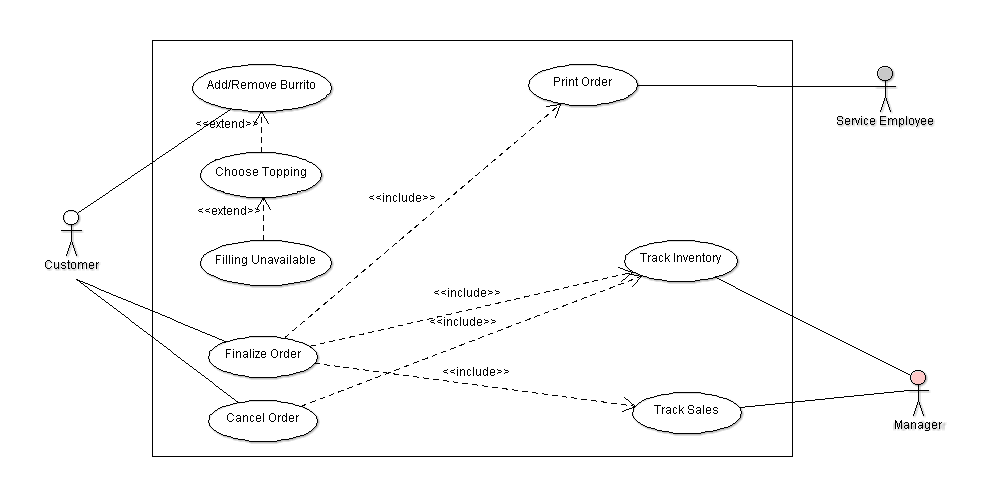 Add/Remove Burrito
Print Order
<<extend>>
Service Employee
Choose Topping
<<include>>
<<extend>>
Customer
Filling Unavailable
Track Inventory
<<include>>
<<include>>
Finalize Order
<<include>>
Cancel Order
Track Sales
Manager